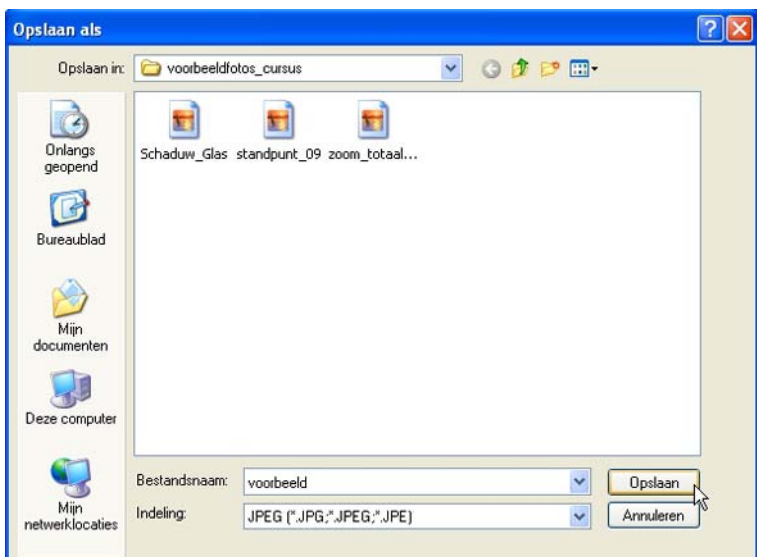 Opslaan als
Opslaan in:
voorbeeldfotos_cursus
Onlangs
geopend
Bureaublad
Mijn
documenten
Deze computer
Mijn
netwerklocaties
Schaduw_Glas
standpunt_09
zoom_totaal...
Bestandsnaam:
voorbeeld
Opslaan
Indeling:
JPEG (*.JPG;*.JPEG;*.JPE)
Annuleren